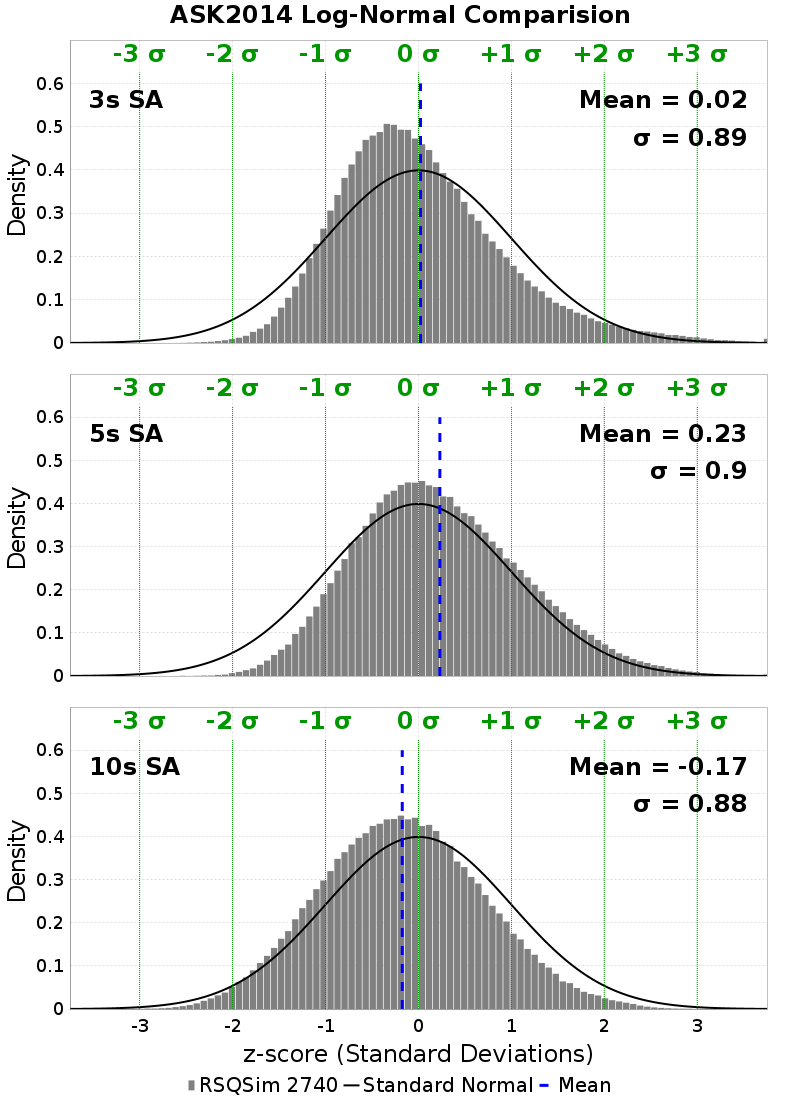 ASK2014 Log-Normal Comparision
-3 σ -2 σ -1 σ 0 σ +1 σ +2 σ +3 σ
3s SA
Mean = 0.02
σ = 0.89
0.6
0.5
0.4
0.3
0.2
0.1
0
Density
-3 σ -2 σ -1 σ 0 σ +1 σ +2 σ +3 σ
5s SA
Mean = 0.23
σ = 0.9
0.6
0.5
0.4
0.3
0.2
0.1
0
Density
-3 σ -2 σ -1 σ 0 σ +1 σ +2 σ +3 σ
10s SA
Mean = -0.17
σ = 0.88
0.6
0.5
0.4
0.3
0.2
0.1
0
Density
-3 -2 -1 0 1 2 3
z-score (Standard Deviations)
RSQSim 2740 Standard Normal Mean